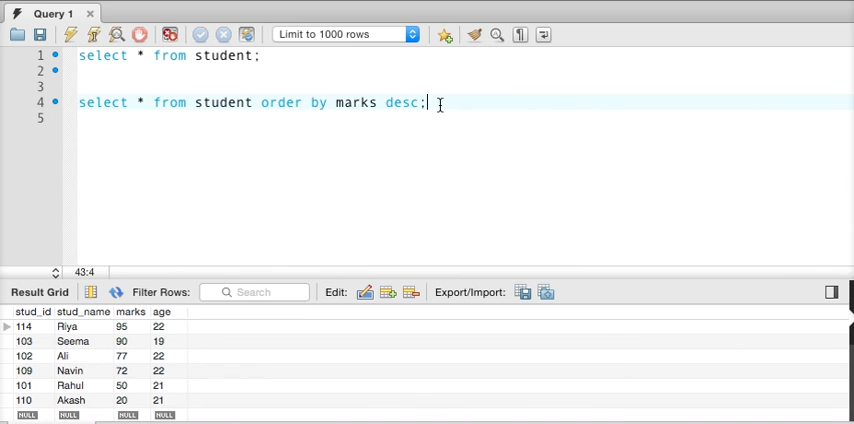 Query 1
Limit to 1000 rows
1 select * from student;
2
3
4 select * from student order by marks desc;
5
43:4
Result Grid Filter Rows: Search Edit: Export/Import:
stud_id stud_name marks age
114 Riya 95 22
103 Seema 90 19
102 Ali 77 22
109 Navin 72 22
101 Rahul 50 21
110 Akash 20 21
NULL NULL NULL NULL